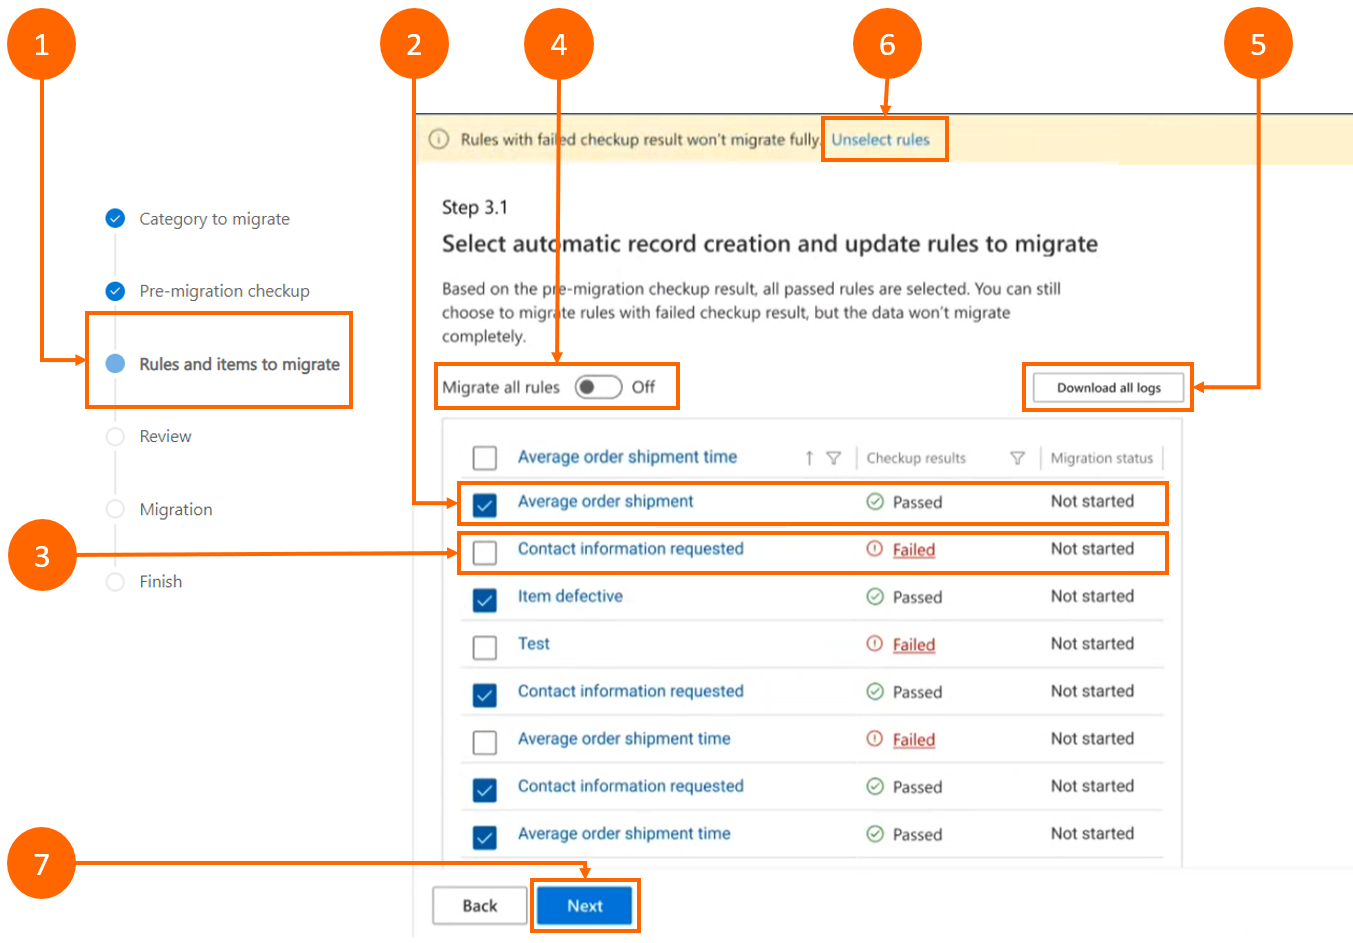 1
2
4
6
5
Rules with failed checkup result won't migrate fully. Unselect rules
Category to migrate
Pre-migration checkup
Rules and items to migrate
Review
Migration
Finish
3
7
Step 3.1
Select automatic record creation and update rules to migrate
Based on the pre-migration checkup result, all passed rules are selected. You can still
choose to migrate rules with failed checkup result, but the data won't migrate
completely.
Migrate all rules Off
Download all logs
Average order shipment time Checkup results Migration status
Average order shipment Passed Not started
Contact information requested Failed Not started
Item defective Passed Not started
Test Failed Not started
Contact information requested Passed Not started
Average order shipment time Failed Not started
Contact information requested Passed Not started
Average order shipment time Passed Not started
Back Next